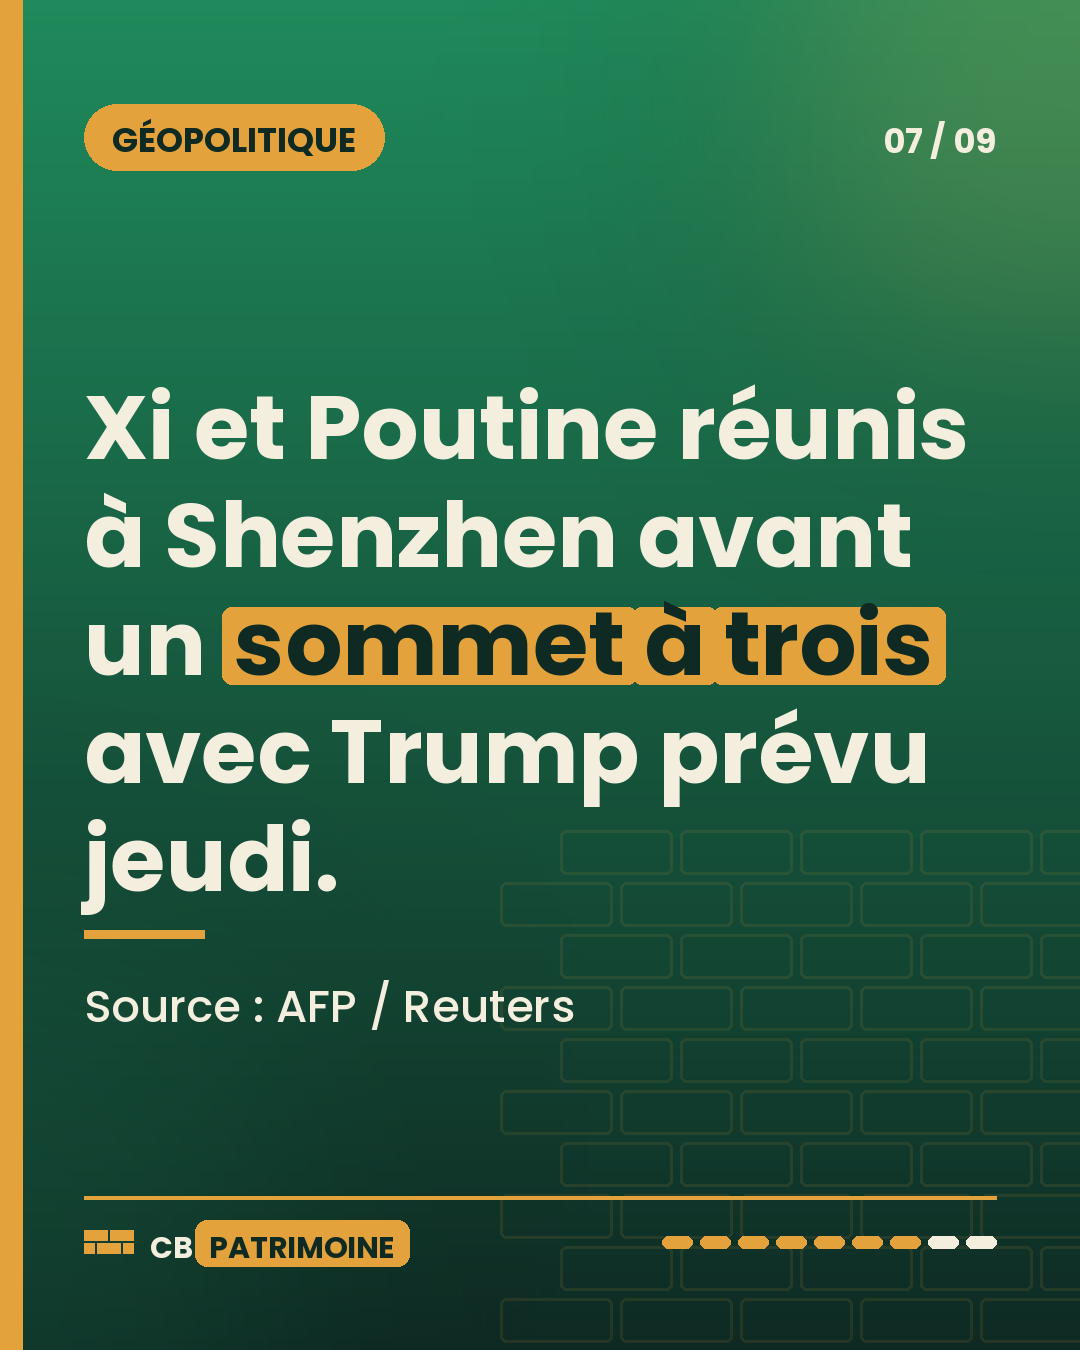 GÉOPOLITIQUE
07 / 09
Xi et Poutine réunis
à Shenzhen avant
un sommet à trois
avec Trump prévu
jeudi.
Source : AFP / Reuters
CB PATRIMOINE